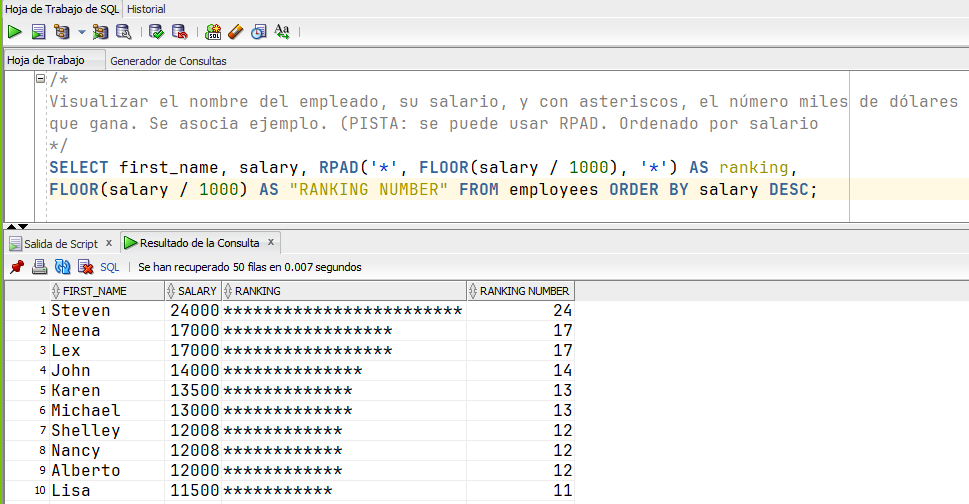 Hoja de Trabajo de SQL Historial
SQL Aa
Hoja de Trabajo Generador de Consultas
/*
Visualizar el nombre del empleado, su salario, y con asteriscos, el número miles de dólares
que gana. Se asocia ejemplo. (PISTA: se puede usar RPAD. Ordenado por salario
*/
SELECT first_name, salary, RPAD('*', FLOOR(salary / 1000), '*') AS ranking,
FLOOR(salary / 1000) AS "RANKING NUMBER" FROM employees ORDER BY salary DESC;
Salida de Script x Resultado de la Consulta x
SQL | Se han recuperado 50 filas en 0.007 segundos
FIRST_NAME SALARY RANKING RANKING NUMBER
1 Steven 24000 ************************ 24
2 Neena 17000 ***************** 17
3 Lex 17000 ***************** 17
4 John 14000 ************** 14
5 Karen 13500 ************* 13
6 Michael 13000 ************* 13
7 Shelley 12008 ************ 12
8 Nancy 12008 ************ 12
9 Alberto 12000 ************ 12
10 Lisa 11500 *********** 11